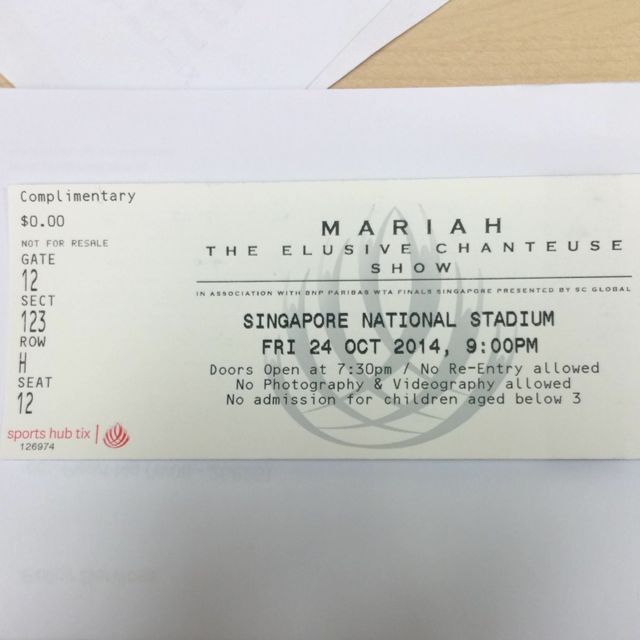 Complimentary
$0.00
NOT FOR RESALE
GATE
12
SECT
123
ROW
H
SEAT
12
sports hub tix
126974
MARIAH
THE ELUSIVE CHANTEUSE
SHOW
IN ASSOCIATION WITH BNP PARIBAS WTA FINALS SINGAPORE PRESENTED BY SC GLOBAL
SINGAPORE NATIONAL STADIUM
FRI 24 OCT 2014, 9:00PM
Doors Open at 7:30pm / No Re-Entry allowed
No Photography & Videography allowed
No admission for children aged below 3